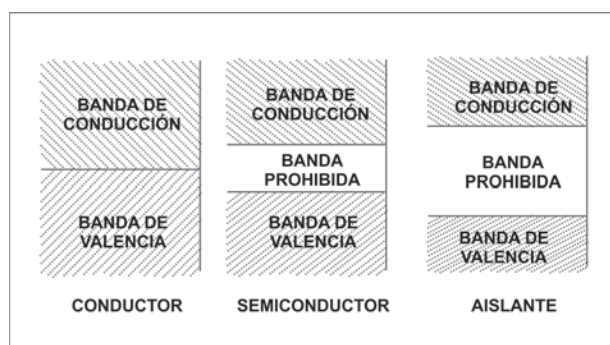 BANDA DE
CONDUCCIÓN
BANDA DE
VALENCIA
CONDUCTOR
BANDA DE
CONDUCCIÓN
BANDA
PROHIBIDA
BANDA DE
VALENCIA
SEMICONDUCTOR
BANDA DE
CONDUCCIÓN
BANDA
PROHIBIDA
BANDA DE
VALENCIA
AISLANTE